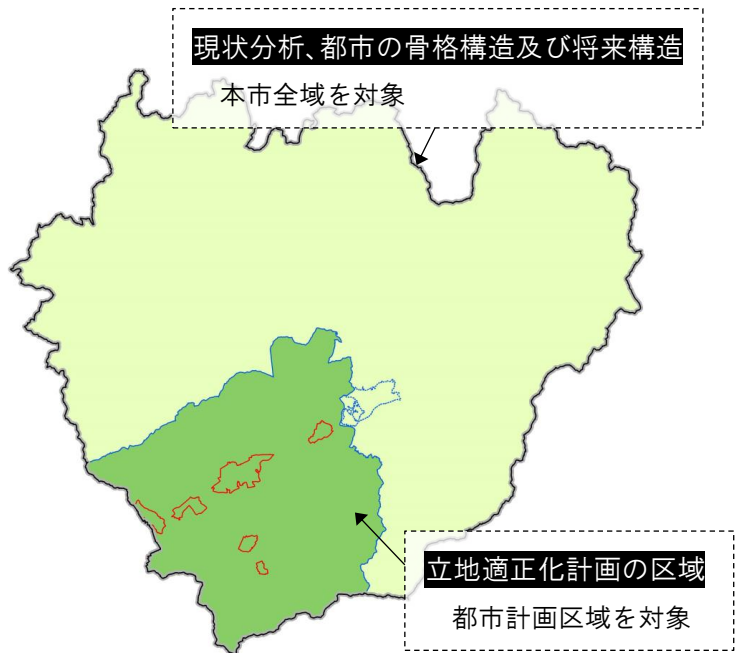 現状分析、都市の骨格構造及び将来構造
本市全域を対象
立地適正化計画の区域
都市計画区域を対象